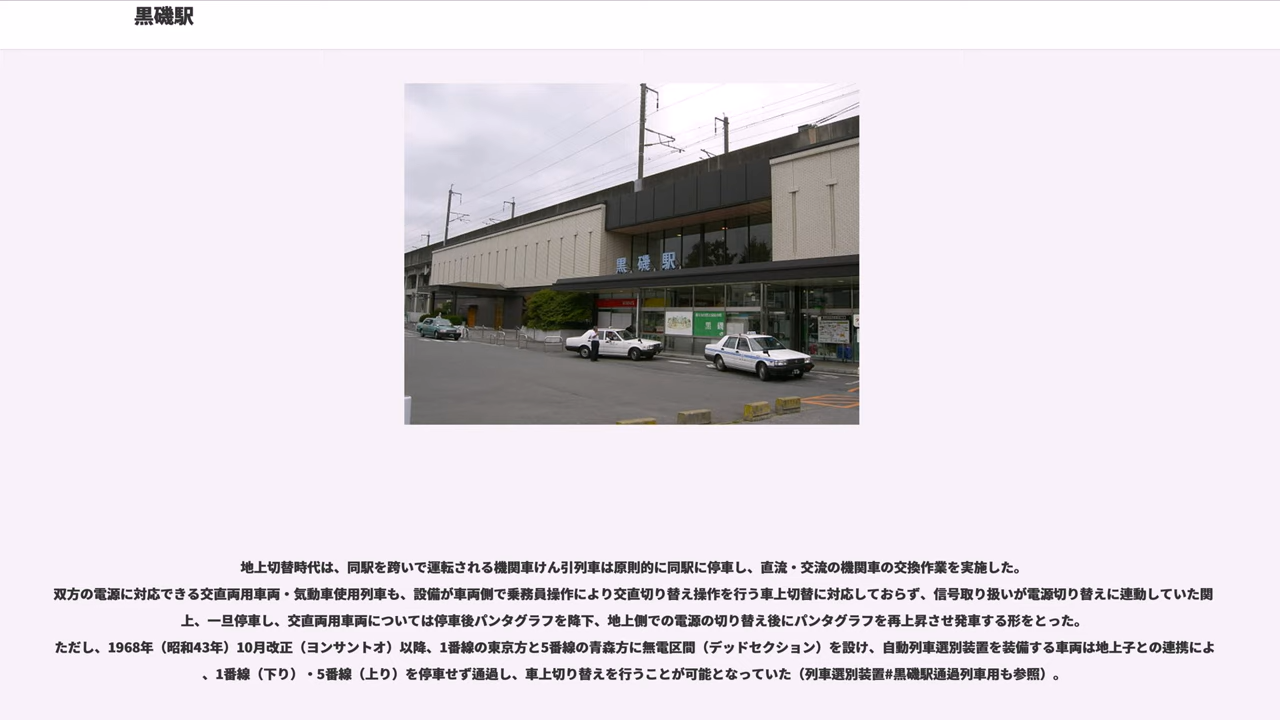 黒磯駅
黒磯駅
黒磯
地上切替時代は、同駅を跨いで運転される機関車けん引列車は原則的に同駅に停車し、直流・交流の機関車の交換作業を実施した。
双方の電源に対応できる交直両用車両・気動車使用列車も、設備が車両側で乗務員操作により交直切り替え操作を行う車上切替に対応しておらず、信号取り扱いが電源切り替えに連動していた関
上、一旦停車し、交直両用車両については停車後パンタグラフを降下、地上側での電源の切り替え後にパンタグラフを再上昇させ発車する形をとった。
ただし、1968年（昭和43年）10月改正（ヨンサントオ）以降、1番線の東京方と5番線の青森方に無電区間（デッドセクション）を設け、自動列車選別装置を装備する車両は地上子との連携によ
、1番線（下り）・5番線（上り）を停車せず通過し、車上切り替えを行うことが可能となっていた（列車選別装置#黒磯駅通過列車用も参照）。